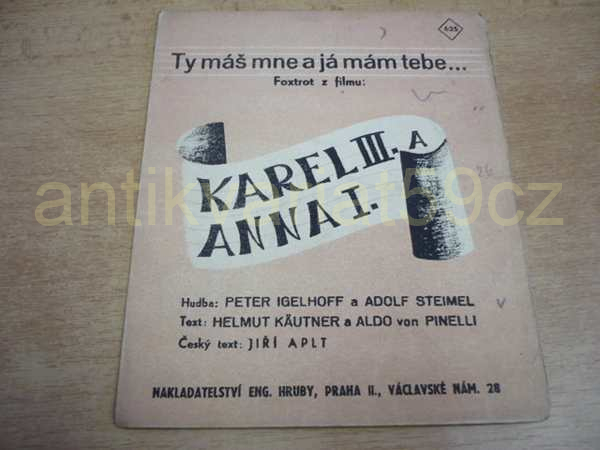 625
Ty máš mne a já mám tebe...
Foxtrot z filmu:
KAREL III. A
ANNA I.
antikvariat59cz
Hudba: PETER IGELHOFF a ADOLF STEIMEL
Text: HELMUT KÄUTNER a ALDO von PINELLI
Český text: JIŘÍ APLT
NAKLADATELSTVÍ ENG. HRUBY, PRAHA II., VÁCLAVSKÉ NÁM. 28